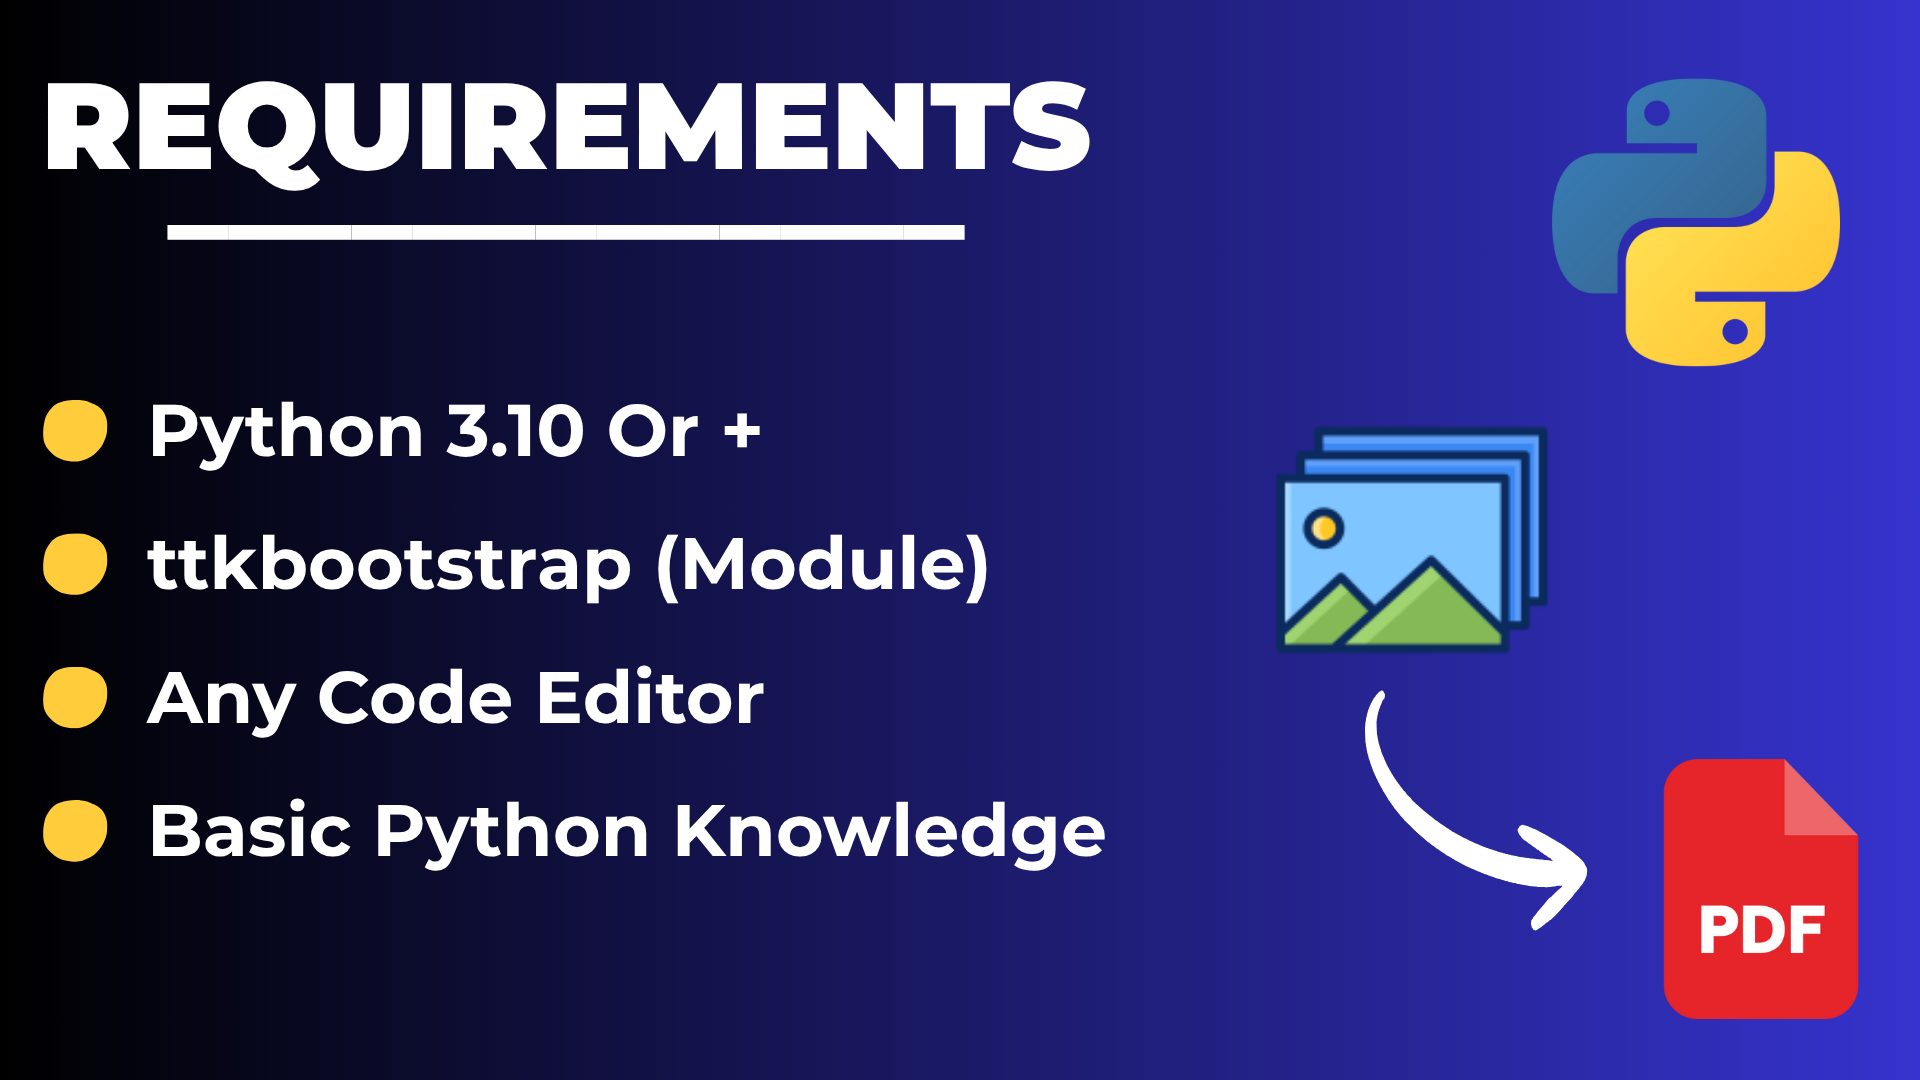 REQUIREMENTS
Python 3.10 Or +
ttkbootstrap (Module)
Any Code Editor
Basic Python Knowledge
PDF